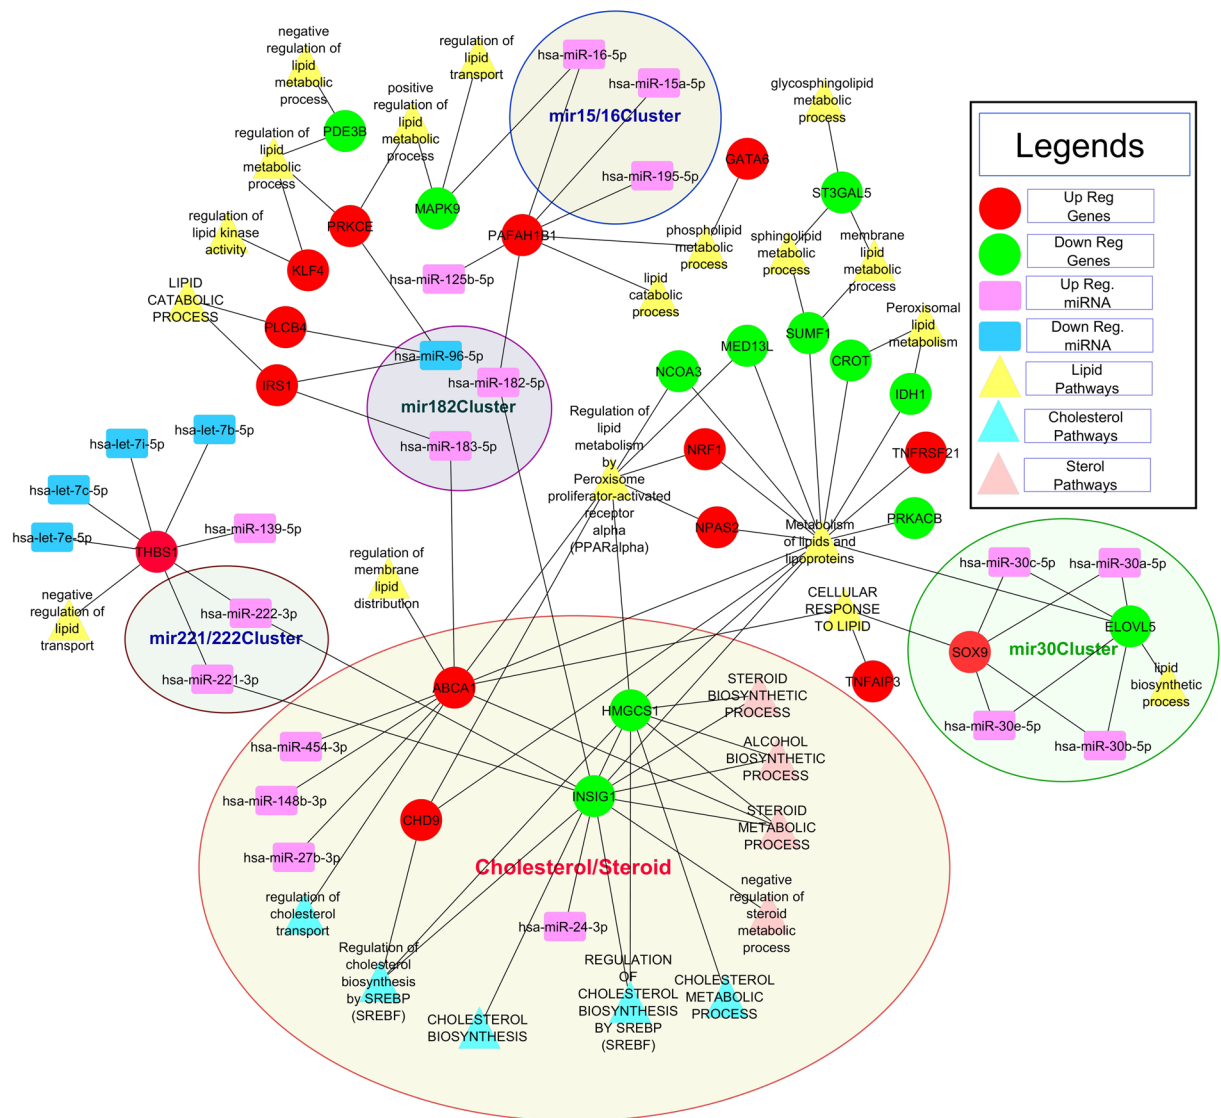 negative
regulation of
lipid
metabolic
process
regulation of
lipid
transport
hsa-miR-16-5p
hsa-miR-15a-5p
mir15/16Cluster
hsa-miR-195-5p
glycosphingolipid
metabolic
process
positive
regulation of
lipid
metabolic
process
PDE3B
regulation of
lipid
metabolic
process
GATA6
ST3GAL5
MAPK9
PRKCE
PAFAH1B1
regulation of
lipid kinase
activity
KLF4
phospholipid
metabolic
process
sphingolipid
metabolic
process
membrane
lipid
metabolic
process
hsa-miR-125b-5p
lipid
catabolic
process
LIPID
CATABOLIC
PROCESS
PLCB4
Peroxisomal
lipid
metabolism
SUMF1
MED13L
CROT
NCOA3
IDH1
hsa-miR-96-5p
hsa-miR-182-5p
mir182Cluster
hsa-miR-183-5p
IRS1
hsa-let-7b-5p
hsa-let-7i-5p
hsa-let-7c-5p
hsa-let-7e-5p
hsa-miR-139-5p
THBS1
Regulation of
lipid
metabolism
by
Peroxisome
proliferator-activated
receptor
alpha
(PPARalpha)
NRF1
TNFRSF21
NPAS2
PRKACB
Metabolism
of lipids and
lipoproteins
negative
regulation of
lipid
transport
hsa-miR-222-3p
mir221/222Cluster
hsa-miR-221-3p
regulation of
membrane
lipid
distribution
CELLULAR
RESPONSE
TO LIPID
TNFAIP3
hsa-miR-30c-5p
hsa-miR-30a-5p
ELOVL5
SOX9
mir30Cluster
lipid
biosynthetic
process
hsa-miR-30e-5p
hsa-miR-30b-5p
ABCA1
HMGCS1
STEROID
BIOSYNTHETIC
PROCESS
hsa-miR-454-3p
ALCOHOL
BIOSYNTHETIC
PROCESS
hsa-miR-148b-3p
INSIG1
CHD9
STEROID
METABOLIC
PROCESS
hsa-miR-27b-3p
Cholesterol/Steroid
regulation of
cholesterol
transport
hsa-miR-24-3p
negative
regulation of
steroid
metabolic
process
Regulation of
cholesterol
biosynthesis
by SREBP
(SREBF)
CHOLESTEROL
BIOSYNTHESIS
REGULATION
OF
CHOLESTEROL
BIOSYNTHESIS
BY SREBP
(SREBF)
CHOLESTEROL
METABOLIC
PROCESS
Legends
Up Reg
Genes
Down Reg
Genes
Up Reg.
miRNA
Down Reg.
miRNA
Lipid
Pathways
Cholesterol
Pathways
Sterol
Pathways